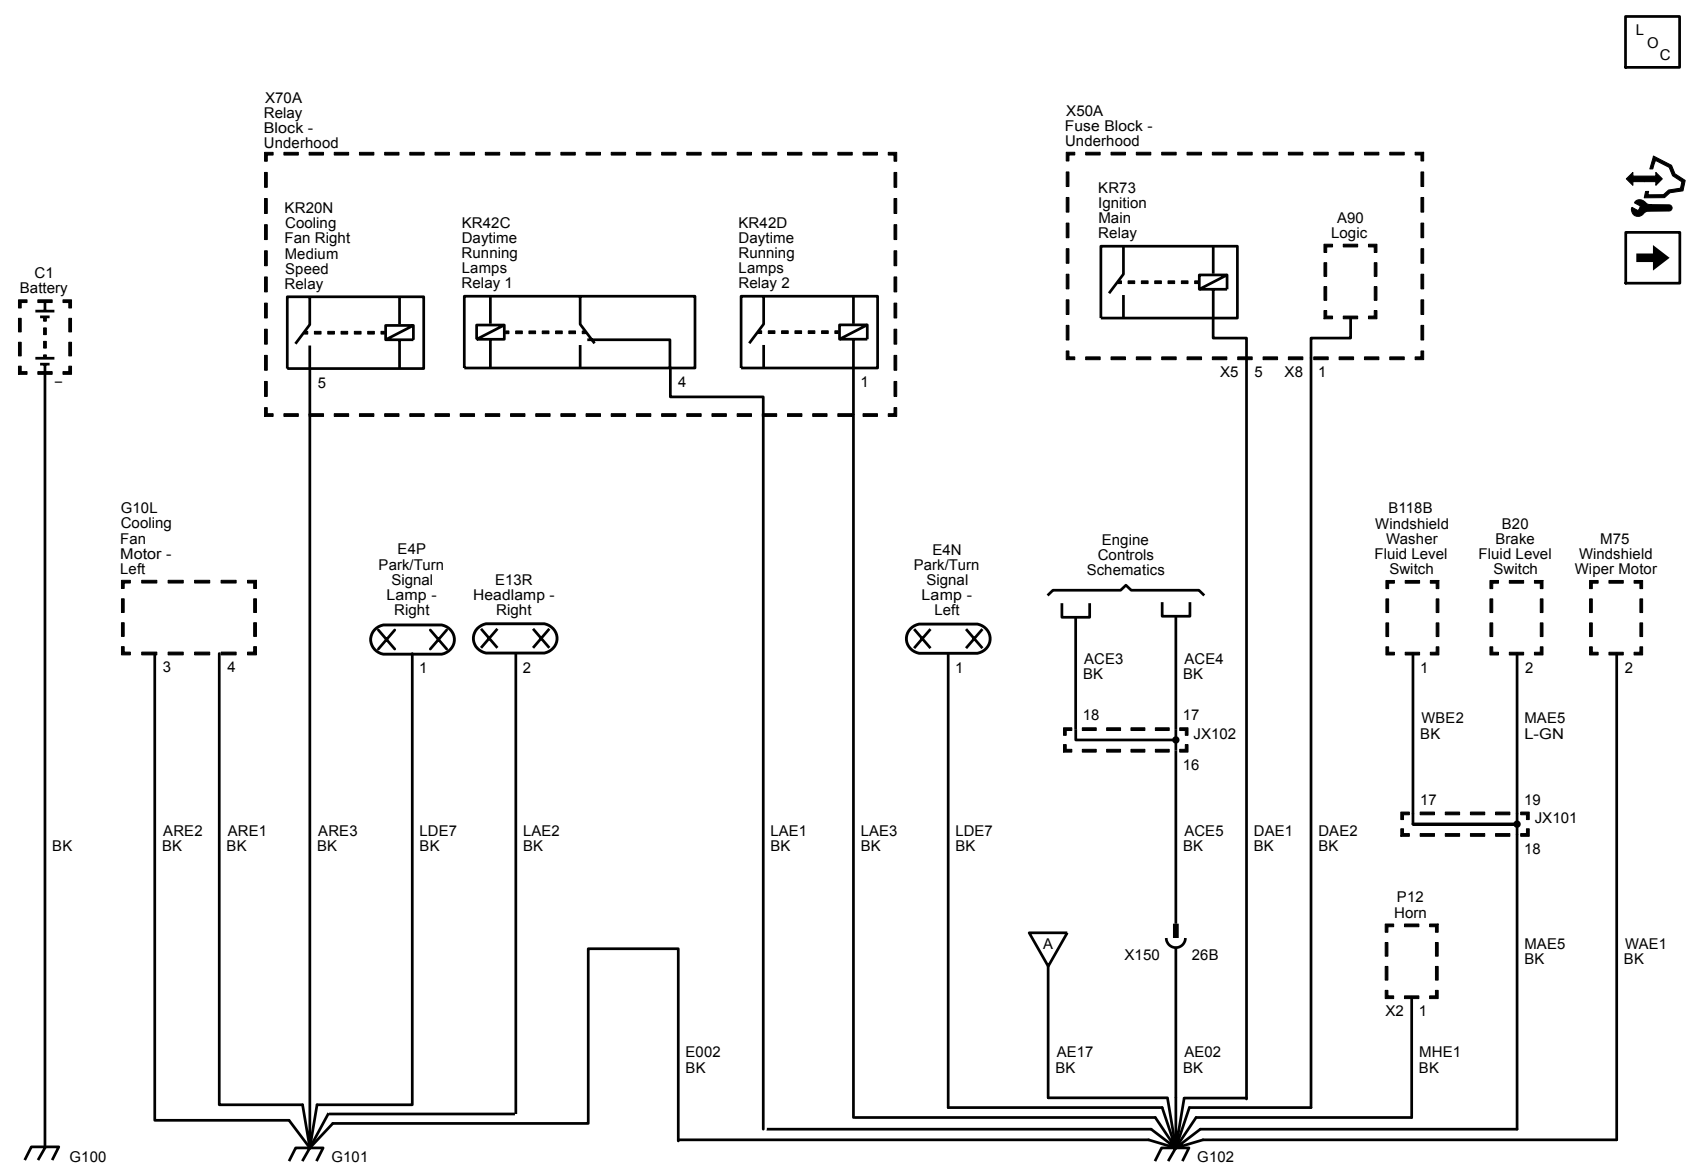 L
O
C
X70A
Relay
Block -
Underhood
X50A
Fuse Block -
Underhood
KR20N
Cooling
Fan Right
Medium
Speed
Relay
KR42C
Daytime
Running
Lamps
Relay 1
KR42D
Daytime
Running
Lamps
Relay 2
KR73
Ignition
Main
Relay
A90
Logic
C1
Battery
–
5
4
1
X5
5
X8
1
G10L
Cooling
Fan
Motor -
Left
E4P
Park/Turn
Signal
Lamp -
Right
E13R
Headlamp -
Right
E4N
Park/Turn
Signal
Lamp -
Left
Engine
Controls
Schematics
B118B
Windshield
Washer
Fluid Level
Switch
B20
Brake
Fluid Level
Switch
M75
Windshield
Wiper Motor
3
4
1
2
1
ACE3
BK
ACE4
BK
1
2
2
18
17
JX102
16
WBE2
BK
MAE5
L-GN
17
19
JX101
18
BK
ARE2
BK
ARE1
BK
ARE3
BK
LDE7
BK
LAE2
BK
LAE1
BK
LAE3
BK
LDE7
BK
ACE5
BK
DAE1
BK
DAE2
BK
P12
Horn
A
X150
26B
MAE5
BK
WAE1
BK
X2
1
E002
BK
AE17
BK
AE02
BK
MHE1
BK
G100
G101
G102